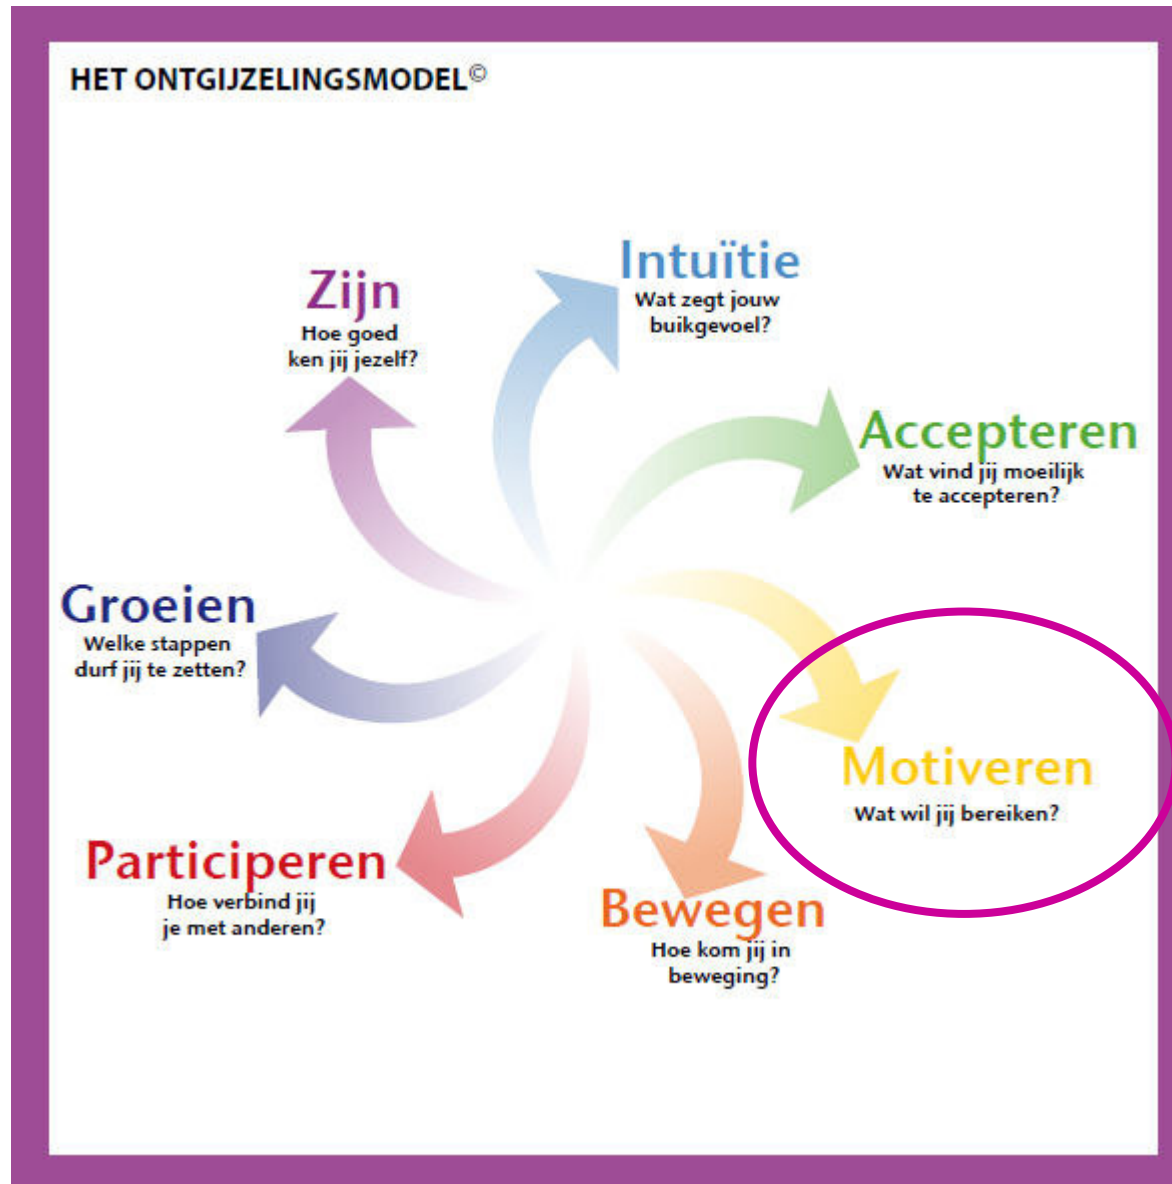 HET ONTGIJZELINGSMODEL©
Intuïtie
Wat zegt jouw
buikgevoel?
Zijn
Hoe goed
ken jij jezelf?
Accepteren
Wat vind jij moeilijk
te accepteren?
Groeien
Welke stappen
durf jij te zetten?
Motiveren
Wat wil jij bereiken?
Participeren
Hoe verbind jij
je met anderen?
Bewegen
Hoe kom jij in
beweging?